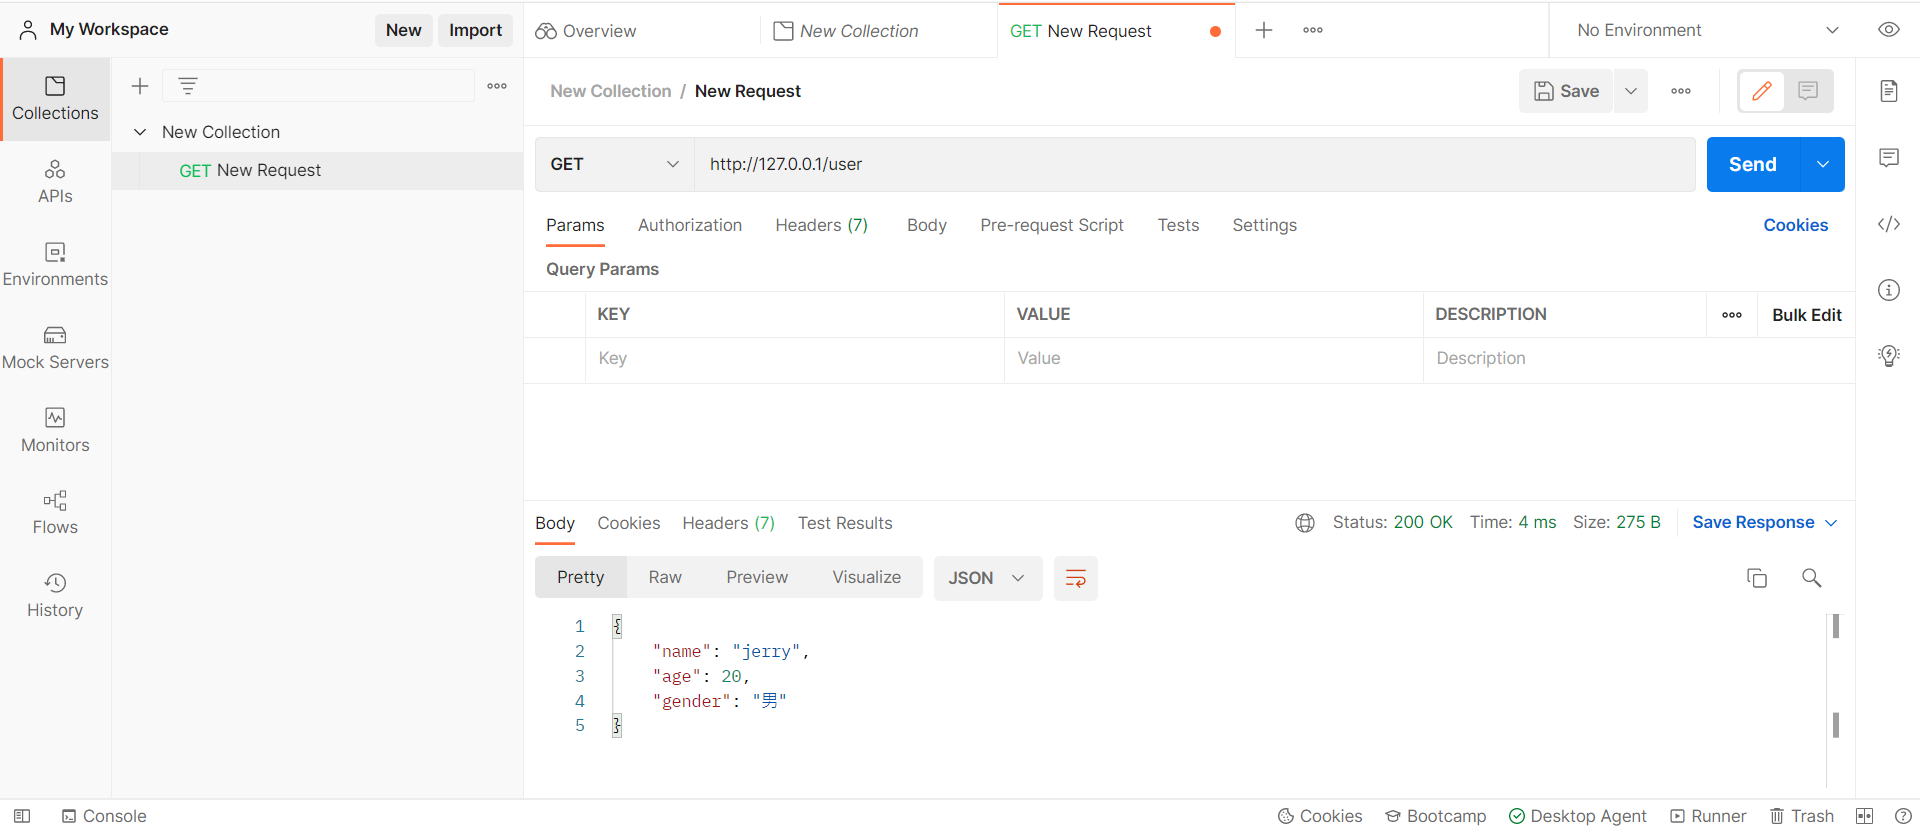 My Workspace New Import
Overview New Collection GET New Request No Environment
Collections
APIs
Environments
Mock Servers
Monitors
Flows
History
New Collection
GET New Request
New Collection / New Request Save
GET http://127.0.0.1/user Send
Params Authorization Headers (7) Body Pre-request Script Tests Settings Cookies
Query Params
KEY VALUE DESCRIPTION Bulk Edit
Key Value Description
Body Cookies Headers (7) Test Results Status: 200 OK Time: 4 ms Size: 275 B Save Response
Pretty Raw Preview Visualize JSON
1 {
2 "name": "jerry",
3 "age": 20,
4 "gender": "男"
5 }
Console Cookies Bootcamp Desktop Agent Runner Trash